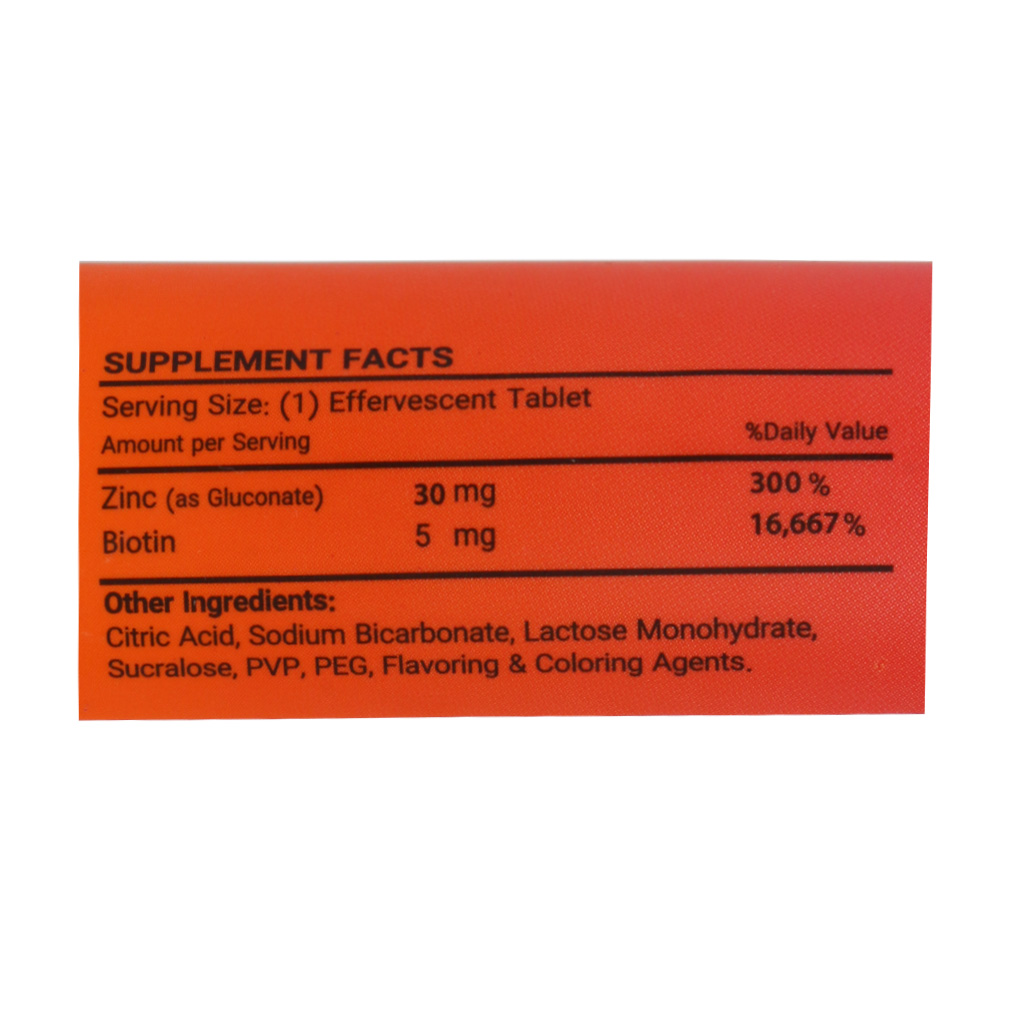 SUPPLEMENT FACTS
Serving Size: (1) Effervescent Tablet
Amount per Serving %Daily Value
Zinc (as Gluconate) 30 mg 300 %
Biotin 5 mg 16,667 %
Other Ingredients:
Citric Acid, Sodium Bicarbonate, Lactose Monohydrate,
Sucralose, PVP, PEG, Flavoring & Coloring Agents.